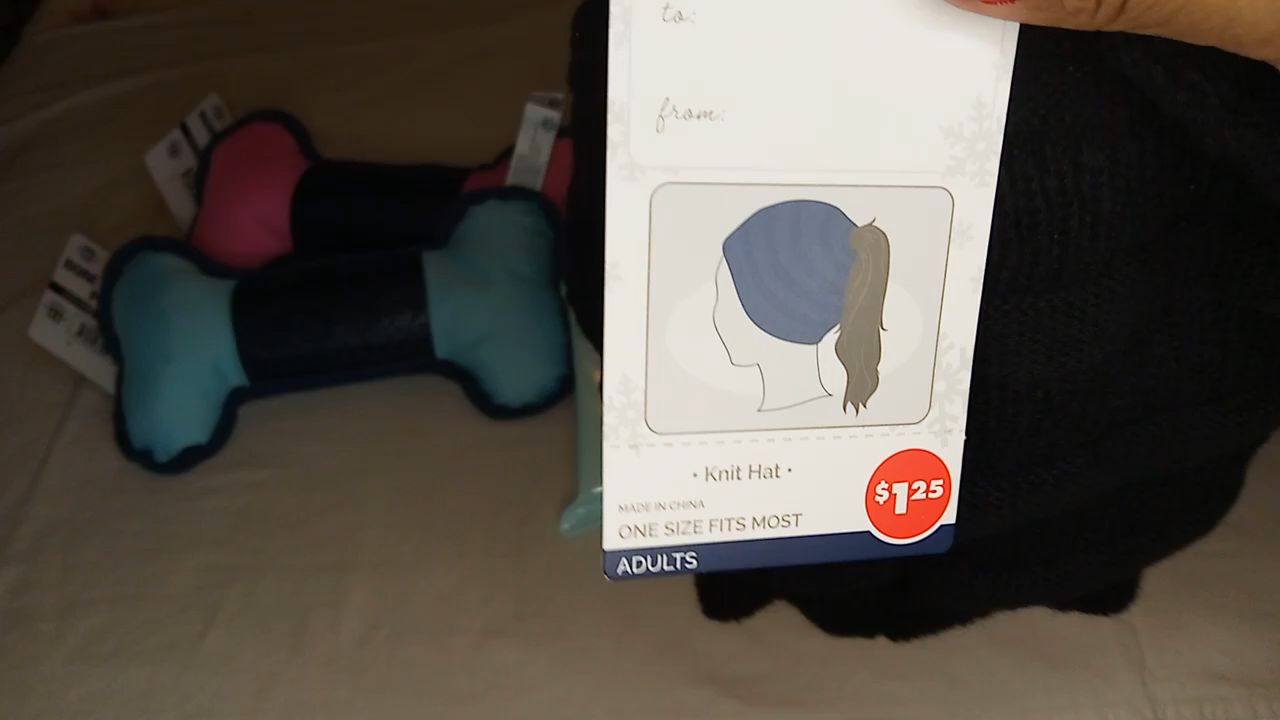 to:
from:
• Knit Hat •
MADE IN CHINA
ONE SIZE FITS MOST
$1.25
ADULTS